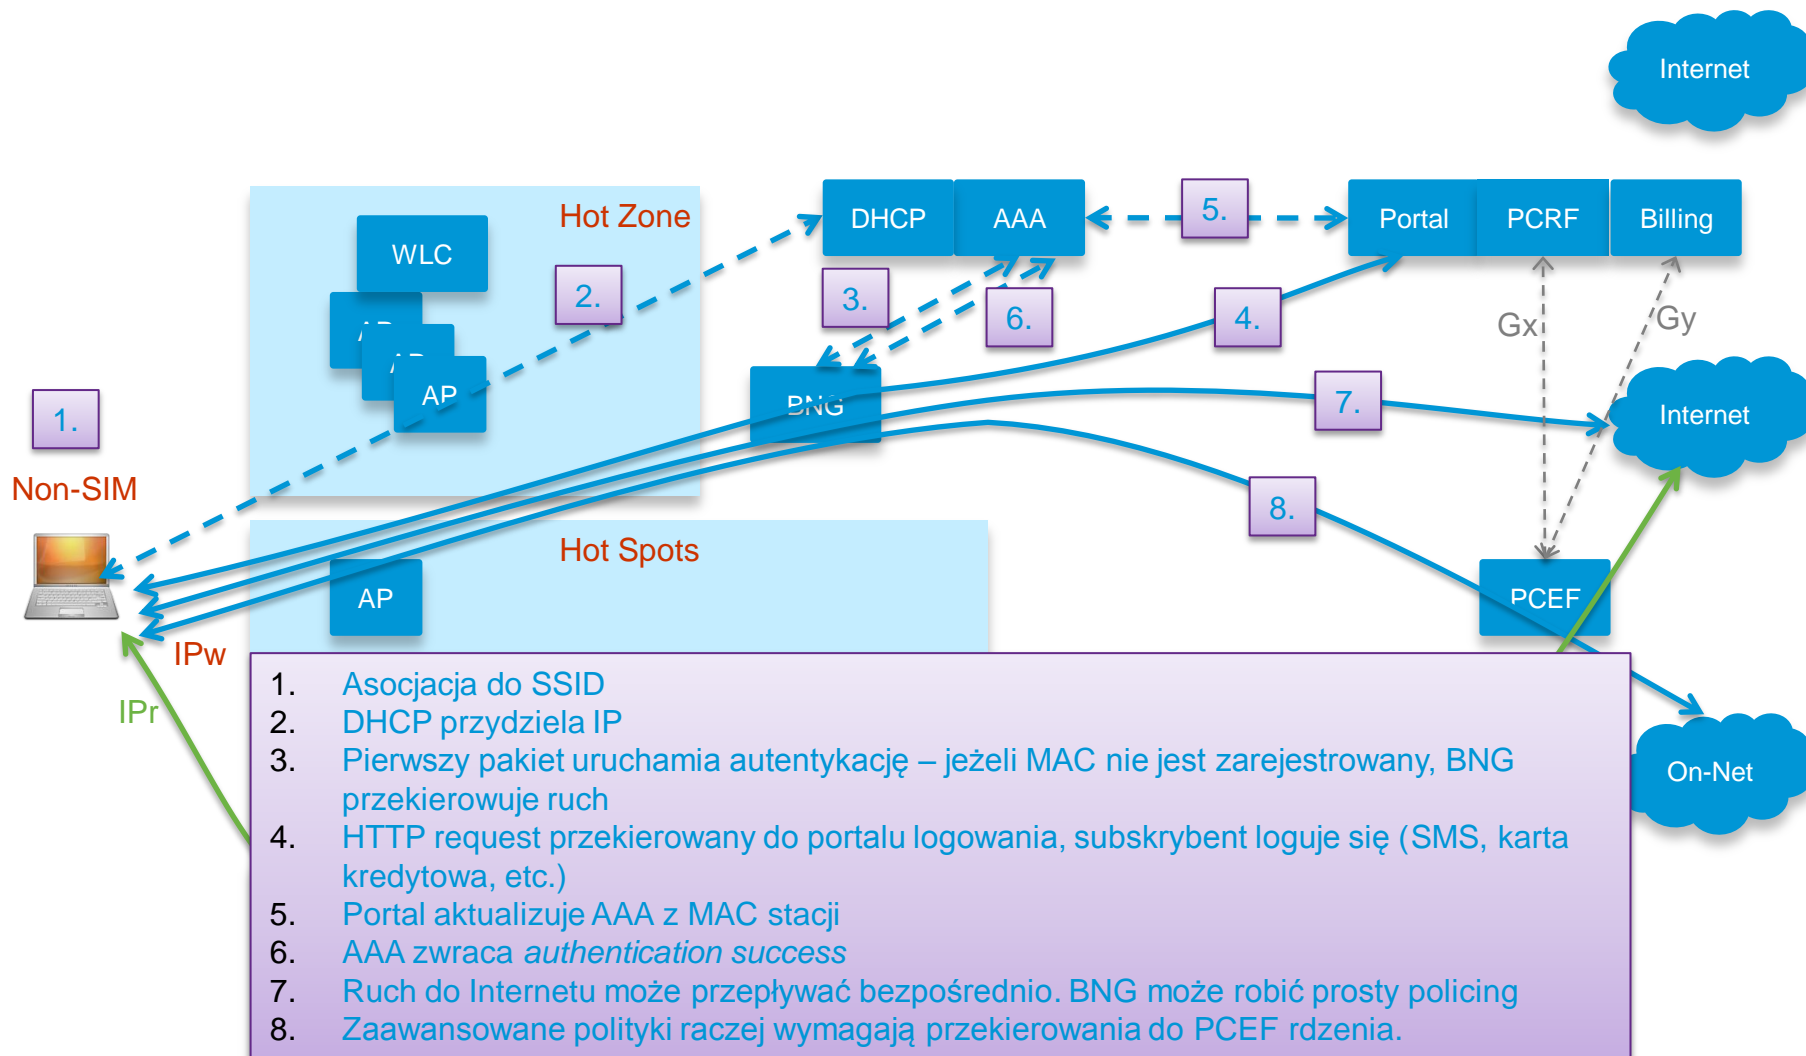 Internet
Hot Zone
DHCP
AAA
5.
Portal
PCRF
Billing
WLC
2.
3.
6.
4.
Gx
Gy
AP
AP
AP
1.
BNG
7.
Internet
Non-SIM
8.
Hot Spots
AP
PCEF
IPw
IPr
On-Net
1. Asocjacja do SSID
2. DHCP przydziela IP
3. Pierwszy pakiet uruchamia autentykację – jeżeli MAC nie jest zarejestrowany, BNG
przekierowuje ruch
4. HTTP request przekierowany do portalu logowania, subskrybent loguje się (SMS, karta
kredytowa, etc.)
5. Portal aktualizuje AAA z MAC stacji
6. AAA zwraca authentication success
7. Ruch do Internetu może przepływać bezpośrednio. BNG może robić prosty policing
8. Zaawansowane polityki raczej wymagają przekierowania do PCEF rdzenia.